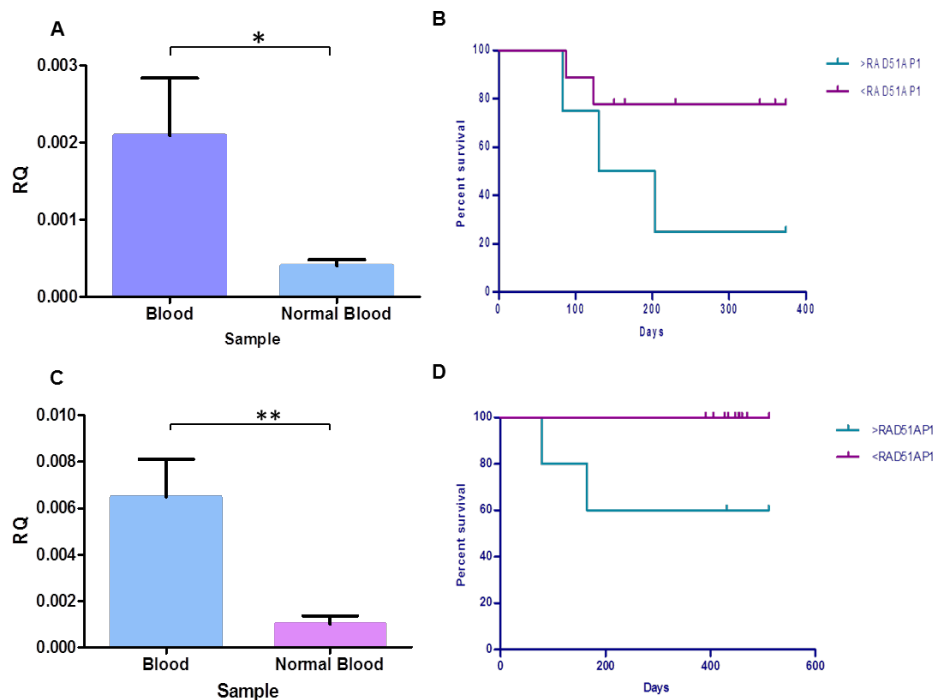 A
*
0.003
0.002
0.001
0.000
RQ
Blood
Normal Blood
Sample
B
100
80
60
40
20
0
Percent survival
0
100
200
300
400
Days
>RAD51AP1
<RAD51AP1
C
**
0.010
0.008
0.006
0.004
0.002
0.000
RQ
Blood
Normal Blood
Sample
D
100
80
60
40
20
0
Percent survival
0
200
400
600
Days
>RAD51AP1
<RAD51AP1